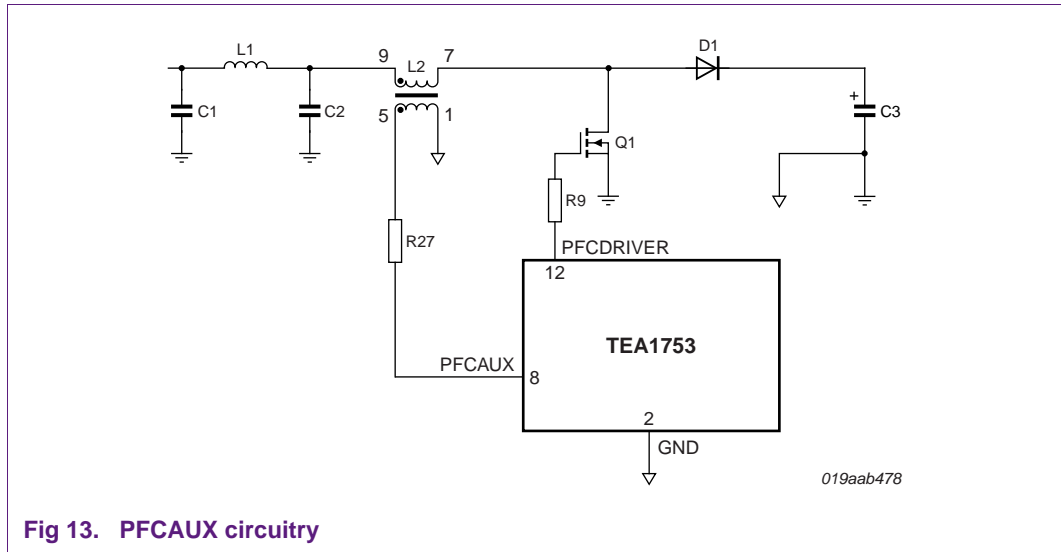 L1
9
7
L2
D1
C1
C2
5
1
+
C3
Q1
R9
R27
PFCDRIVER
12
TEA1753
PFCAUX
8
2
GND
019aab478
Fig 13. PFCAUX circuitry